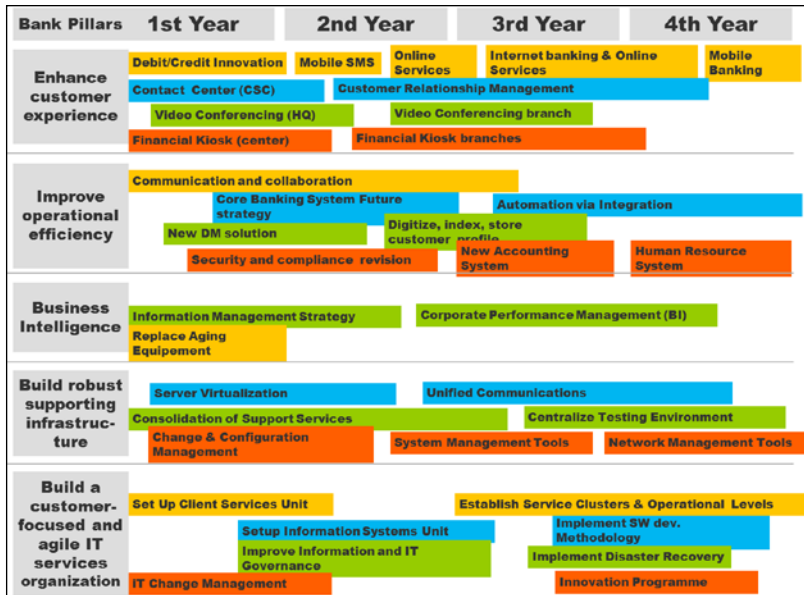 Bank Pillars
1st Year
2nd Year
3rd Year
4th Year
Enhance
customer
experience
Debit/Credit Innovation
Mobile SMS
Online
Services
Internet banking & Online
Services
Mobile
Banking
Contact Center (CSC)
Customer Relationship Management
Video Conferencing (HQ)
Video Conferencing branch
Financial Kiosk (center)
Financial Kiosk branches
Improve
operational
efficiency
Communication and collaboration
Core Banking System Future
strategy
Automation via Integration
New DM solution
Digitize, index, store
customer profile
Security and compliance revision
New Accounting
System
Human Resource
System
Business
Intelligence
Information Management Strategy
Corporate Performance Management (BI)
Replace Aging
Equipement
Build robust
supporting
infrastruc-
ture
Server Virtualization
Unified Communications
Consolidation of Support Services
Centralize Testing Environment
Change & Configuration
Management
System Management Tools
Network Management Tools
Build a
customer-
focused and
agile IT
services
organization
Set Up Client Services Unit
Establish Service Clusters & Operational Levels
Setup Information Systems Unit
Implement SW dev.
Methodology
Improve Information and IT
Governance
Implement Disaster Recovery
IT Change Management
Innovation Programme